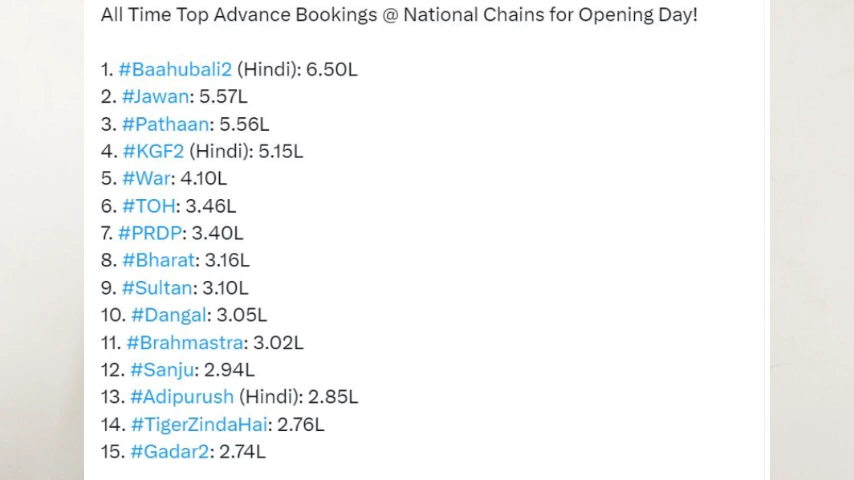 All Time Top Advance Bookings @ National Chains for Opening Day!
1. #Baahubali2 (Hindi): 6.50L
2. #Jawan: 5.57L
3. #Pathaan: 5.56L
4. #KGF2 (Hindi): 5.15L
5. #War: 4.10L
6. #TOH: 3.46L
7. #PRDP: 3.40L
8. #Bharat: 3.16L
9. #Sultan: 3.10L
10. #Dangal: 3.05L
11. #Brahmastra: 3.02L
12. #Sanju: 2.94L
13. #Adipurush (Hindi): 2.85L
14. #TigerZindaHai: 2.76L
15. #Gadar2: 2.74L